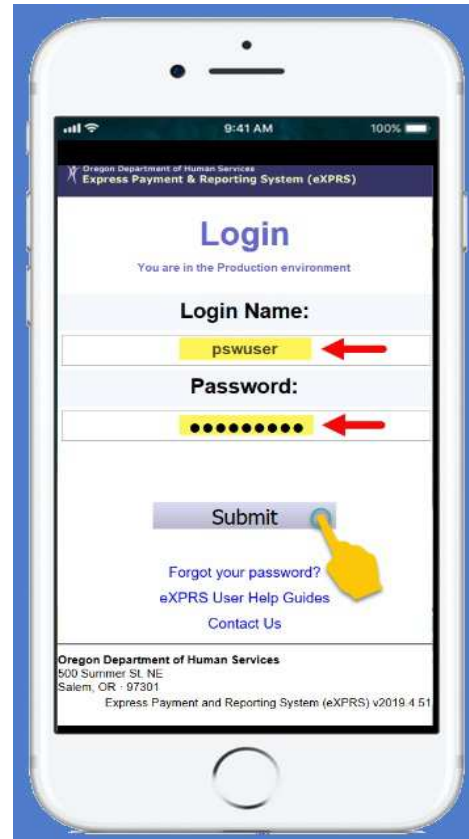 9:41 AM 100%
Oregon Department of Human Services
Express Payment & Reporting System (eXPRS)
Login
You are in the Production environment
Login Name:
pswuser
Password:
●●●●●●●●●
Submit
Forgot your password?
eXPRS User Help Guides
Contact Us
Oregon Department of Human Services
500 Summer St. NE
Salem, OR · 97301
Express Payment and Reporting System (eXPRS) v2019.4.51